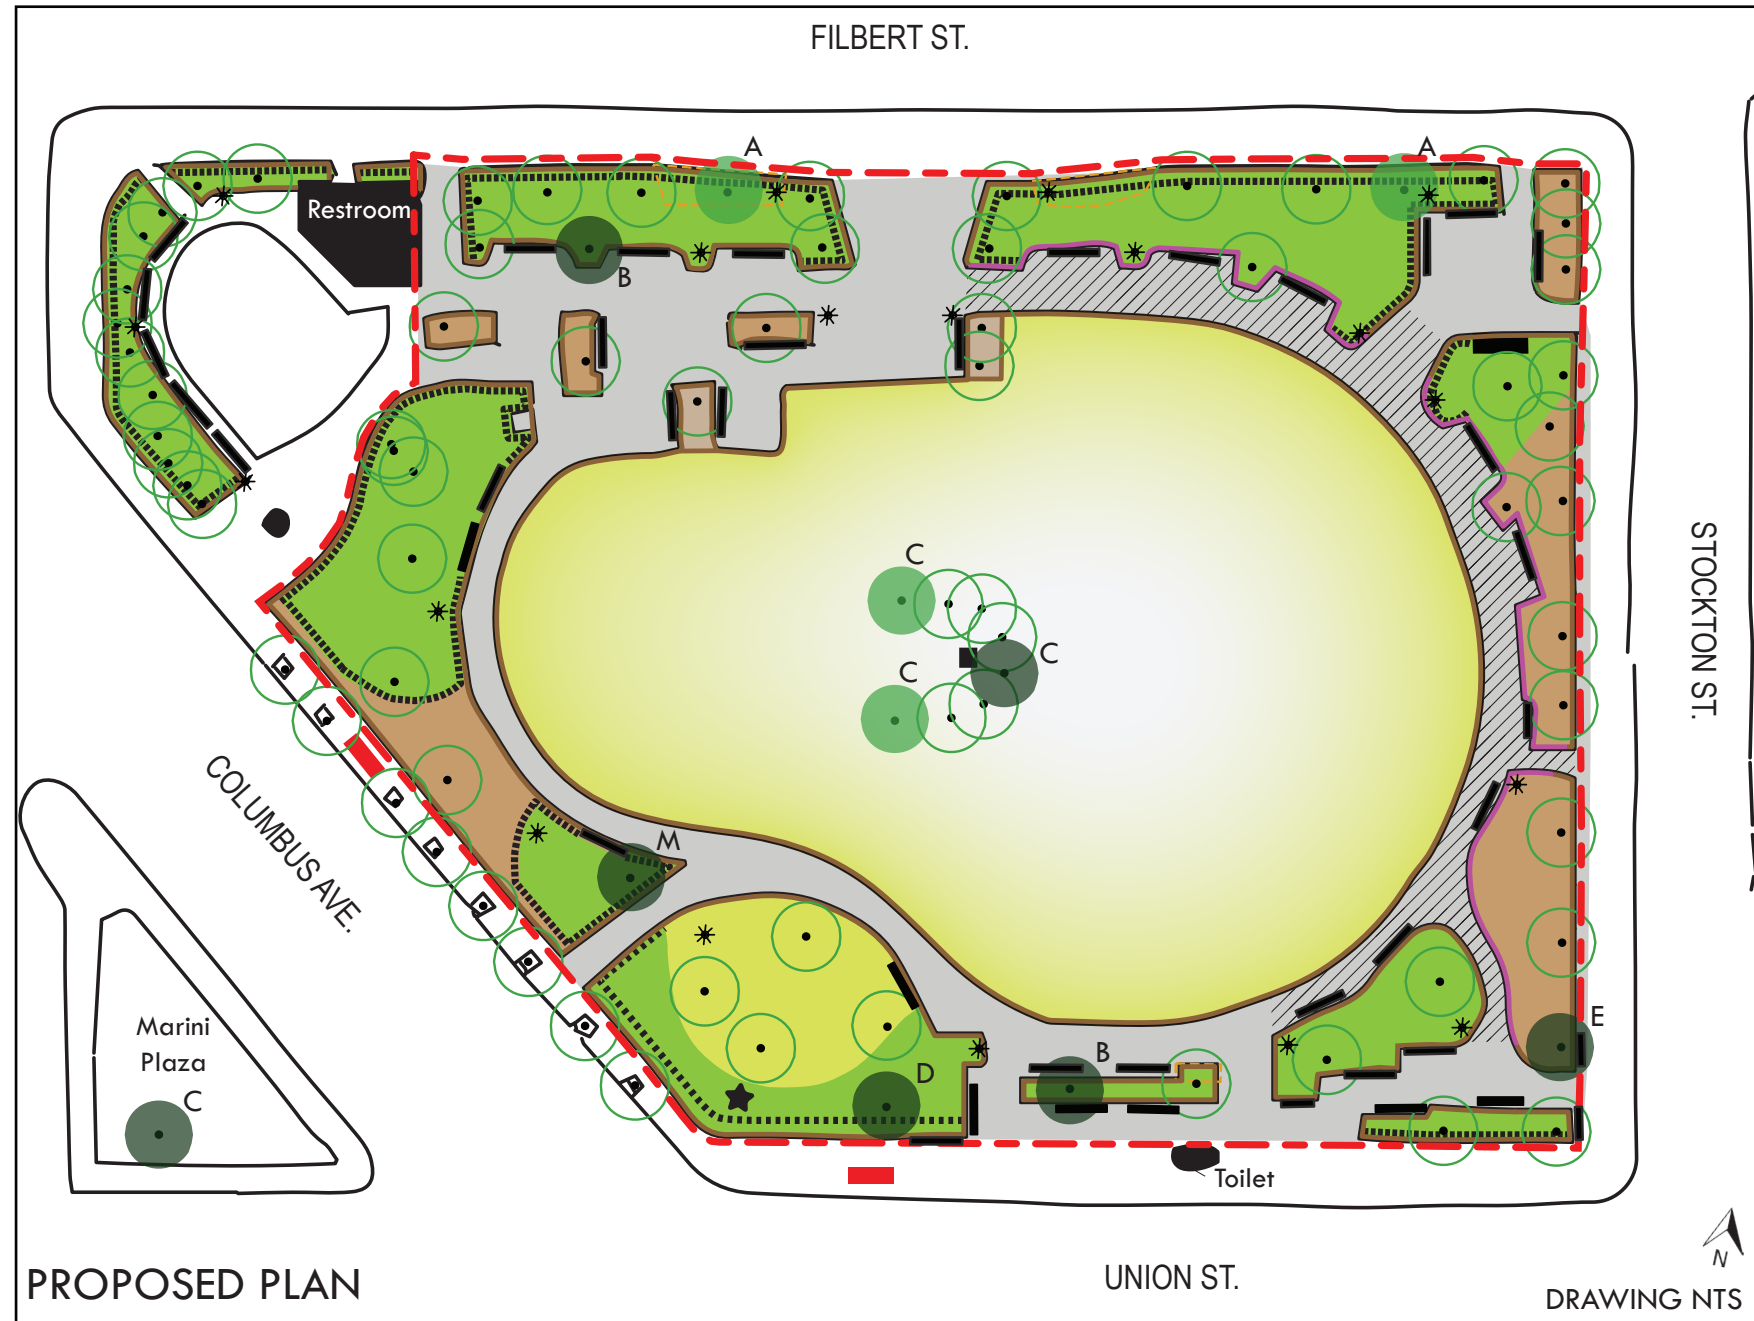 FILBERT ST.
A
A
Restroom
B
C
C
C
STOCKTON ST.
COLUMBUS AVE.
M
Marini
Plaza
C
D
B
E
Toilet
N
PROPOSED PLAN
UNION ST.
DRAWING NTS